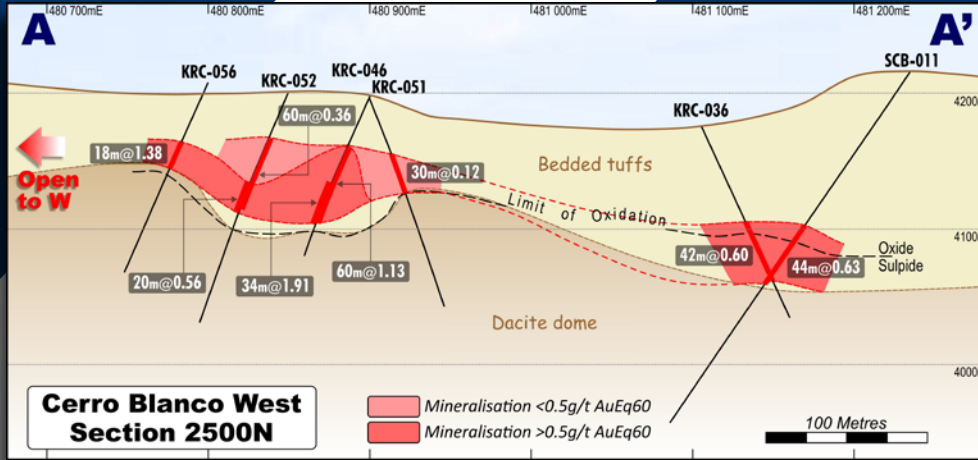 480 700mE
480 800mE
480 900mE
481 000mE
481 100mE
481 200mE
A
A'
KRC-056
KRC-052
KRC-046
KRC-051
KRC-036
SCB-011
4200
60m@0.36
18m@1.38
30m@0.12
Bedded tuffs
Open
to W
Limit of Oxidation
4100
Oxide
Sulpide
42m@0.60
44m@0.63
20m@0.56
34m@1.91
60m@1.13
Dacite dome
4000
Cerro Blanco West
Section 2500N
Mineralisation <0.5g/t AuEq60
Mineralisation >0.5g/t AuEq60
100 Metres